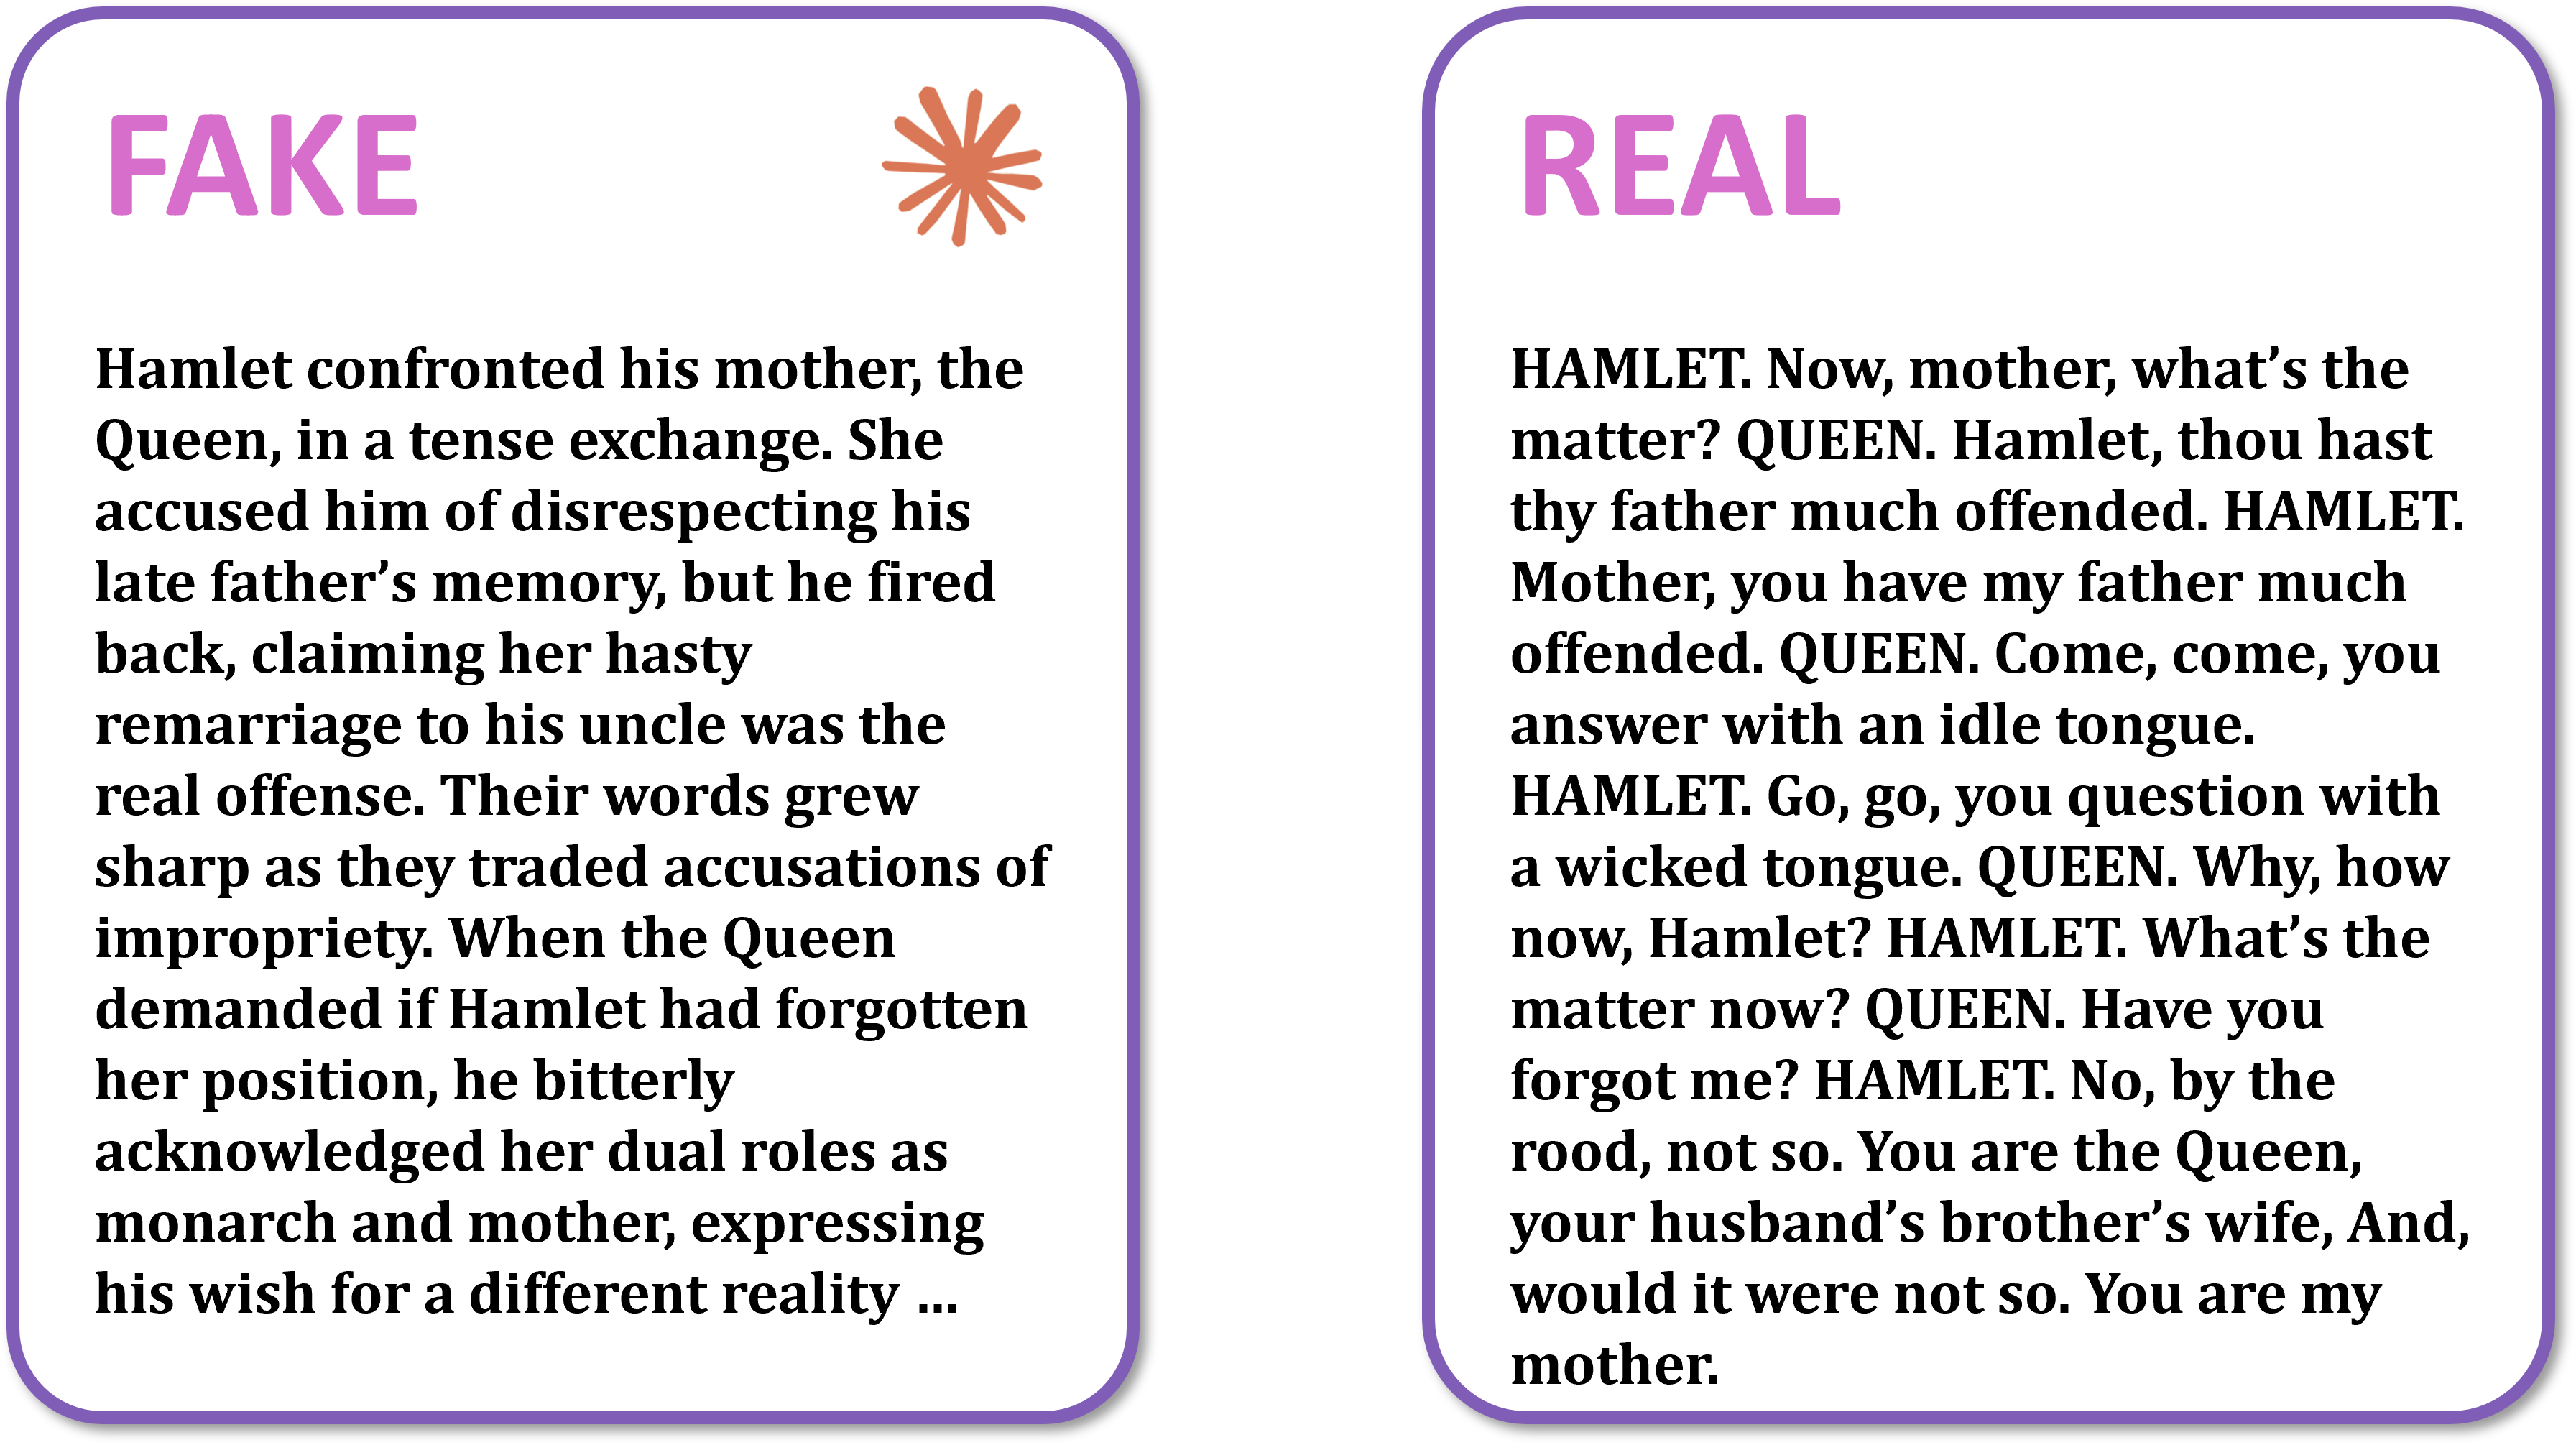 FAKE
Hamlet confronted his mother, the
Queen, in a tense exchange. She
accused him of disrespecting his
late father’s memory, but he fired
back, claiming her hasty
remarriage to his uncle was the
real offense. Their words grew
sharp as they traded accusations of
impropriety. When the Queen
demanded if Hamlet had forgotten
her position, he bitterly
acknowledged her dual roles as
monarch and mother, expressing
his wish for a different reality ...
REAL
HAMLET. Now, mother, what’s the
matter? QUEEN. Hamlet, thou hast
thy father much offended. HAMLET.
Mother, you have my father much
offended. QUEEN. Come, come, you
answer with an idle tongue.
HAMLET. Go, go, you question with
a wicked tongue. QUEEN. Why, how
now, Hamlet? HAMLET. What’s the
matter now? QUEEN. Have you
forgot me? HAMLET. No, by the
rood, not so. You are the Queen,
your husband’s brother’s wife, And,
would it were not so. You are my
mother.